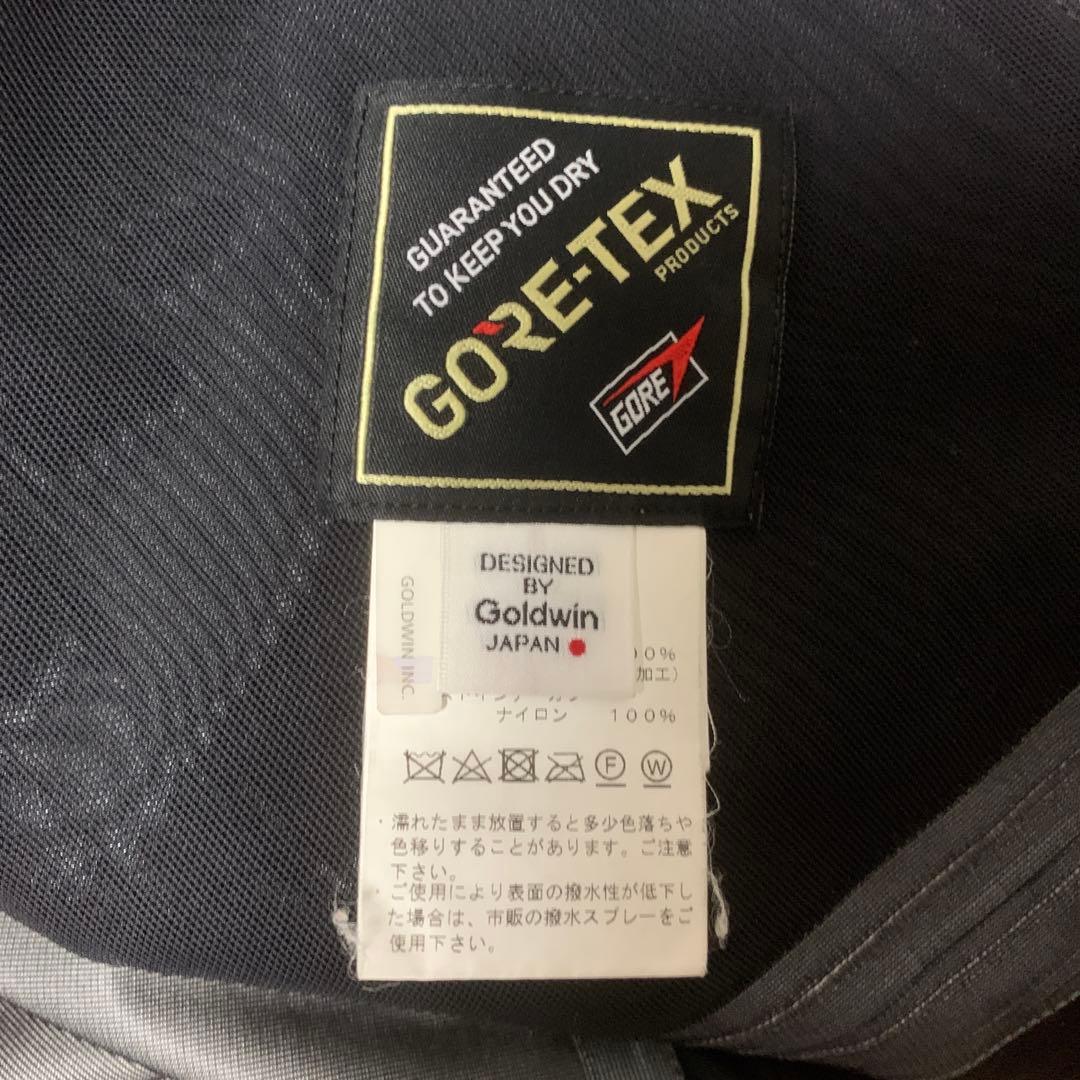 GUARANTEED
TO KEEP YOU DRY
GORE-TEX
PRODUCTS
GORE
DESIGNED
BY
Goldwin
JAPAN
GOLDWIN INC.
00%
加工)
ナイロン 100%
F W
・濡れたまま放置すると多少色落ちや
色移りすることがあります。ご注意
下さい。
・ご使用により表面の撥水性が低下し
た場合は、市販の撥水スプレーをご
使用下さい。